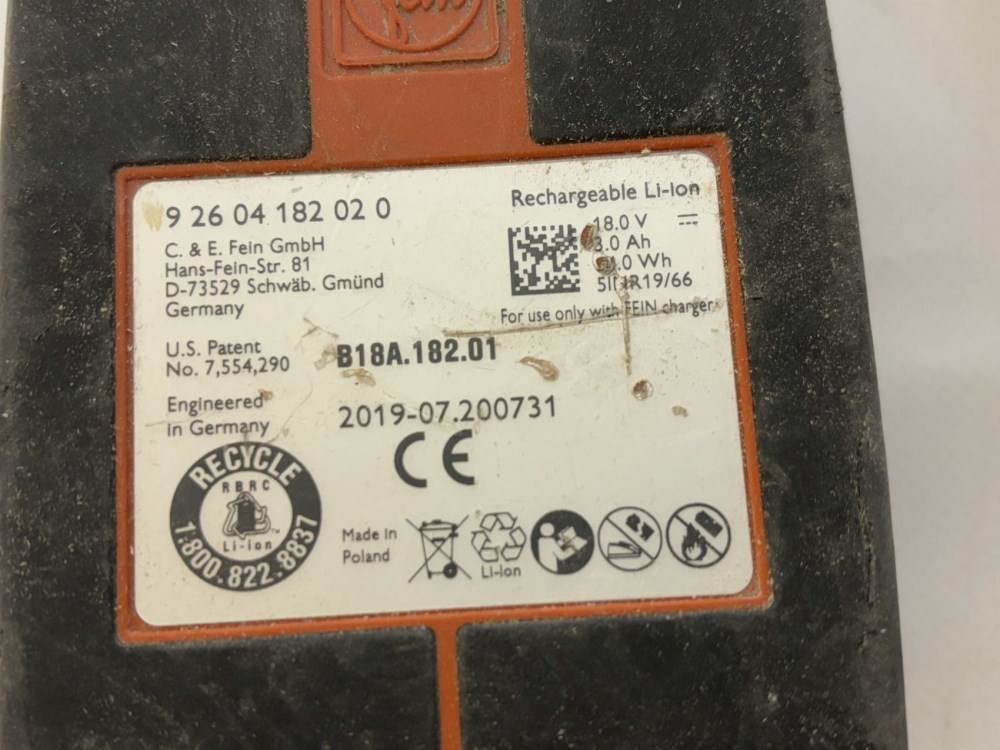 Fein
9 26 04 182 02 0
C. & E. Fein GmbH
Hans-Fein-Str. 81
D-73529 Schwäb. Gmünd
Germany
U.S. Patent
No. 7,554,290
Engineered
in Germany
Rechargeable Li-Ion
18.0 V
3.0 Ah
Wh
For use only with FEIN charger
B18A.182.01
2019-07.200731
CE
RECYCLE
RBRC
Li-Ion
TM
1.800.822.8837
Made in
Poland
Li-Ion